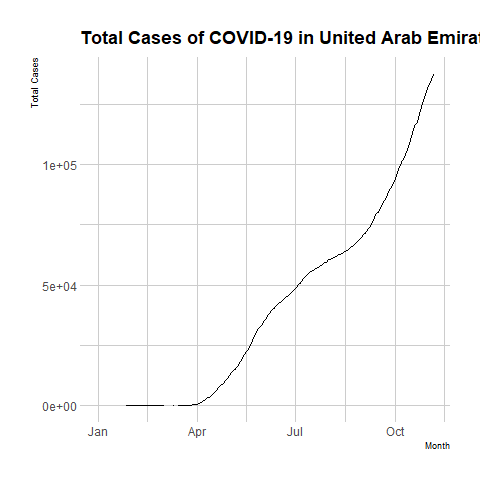 Total Cases of COVID-19 in United Arab Emirat
Total Cases
1e+05
5e+04
0e+00
Jan Apr Jul Oct
Month